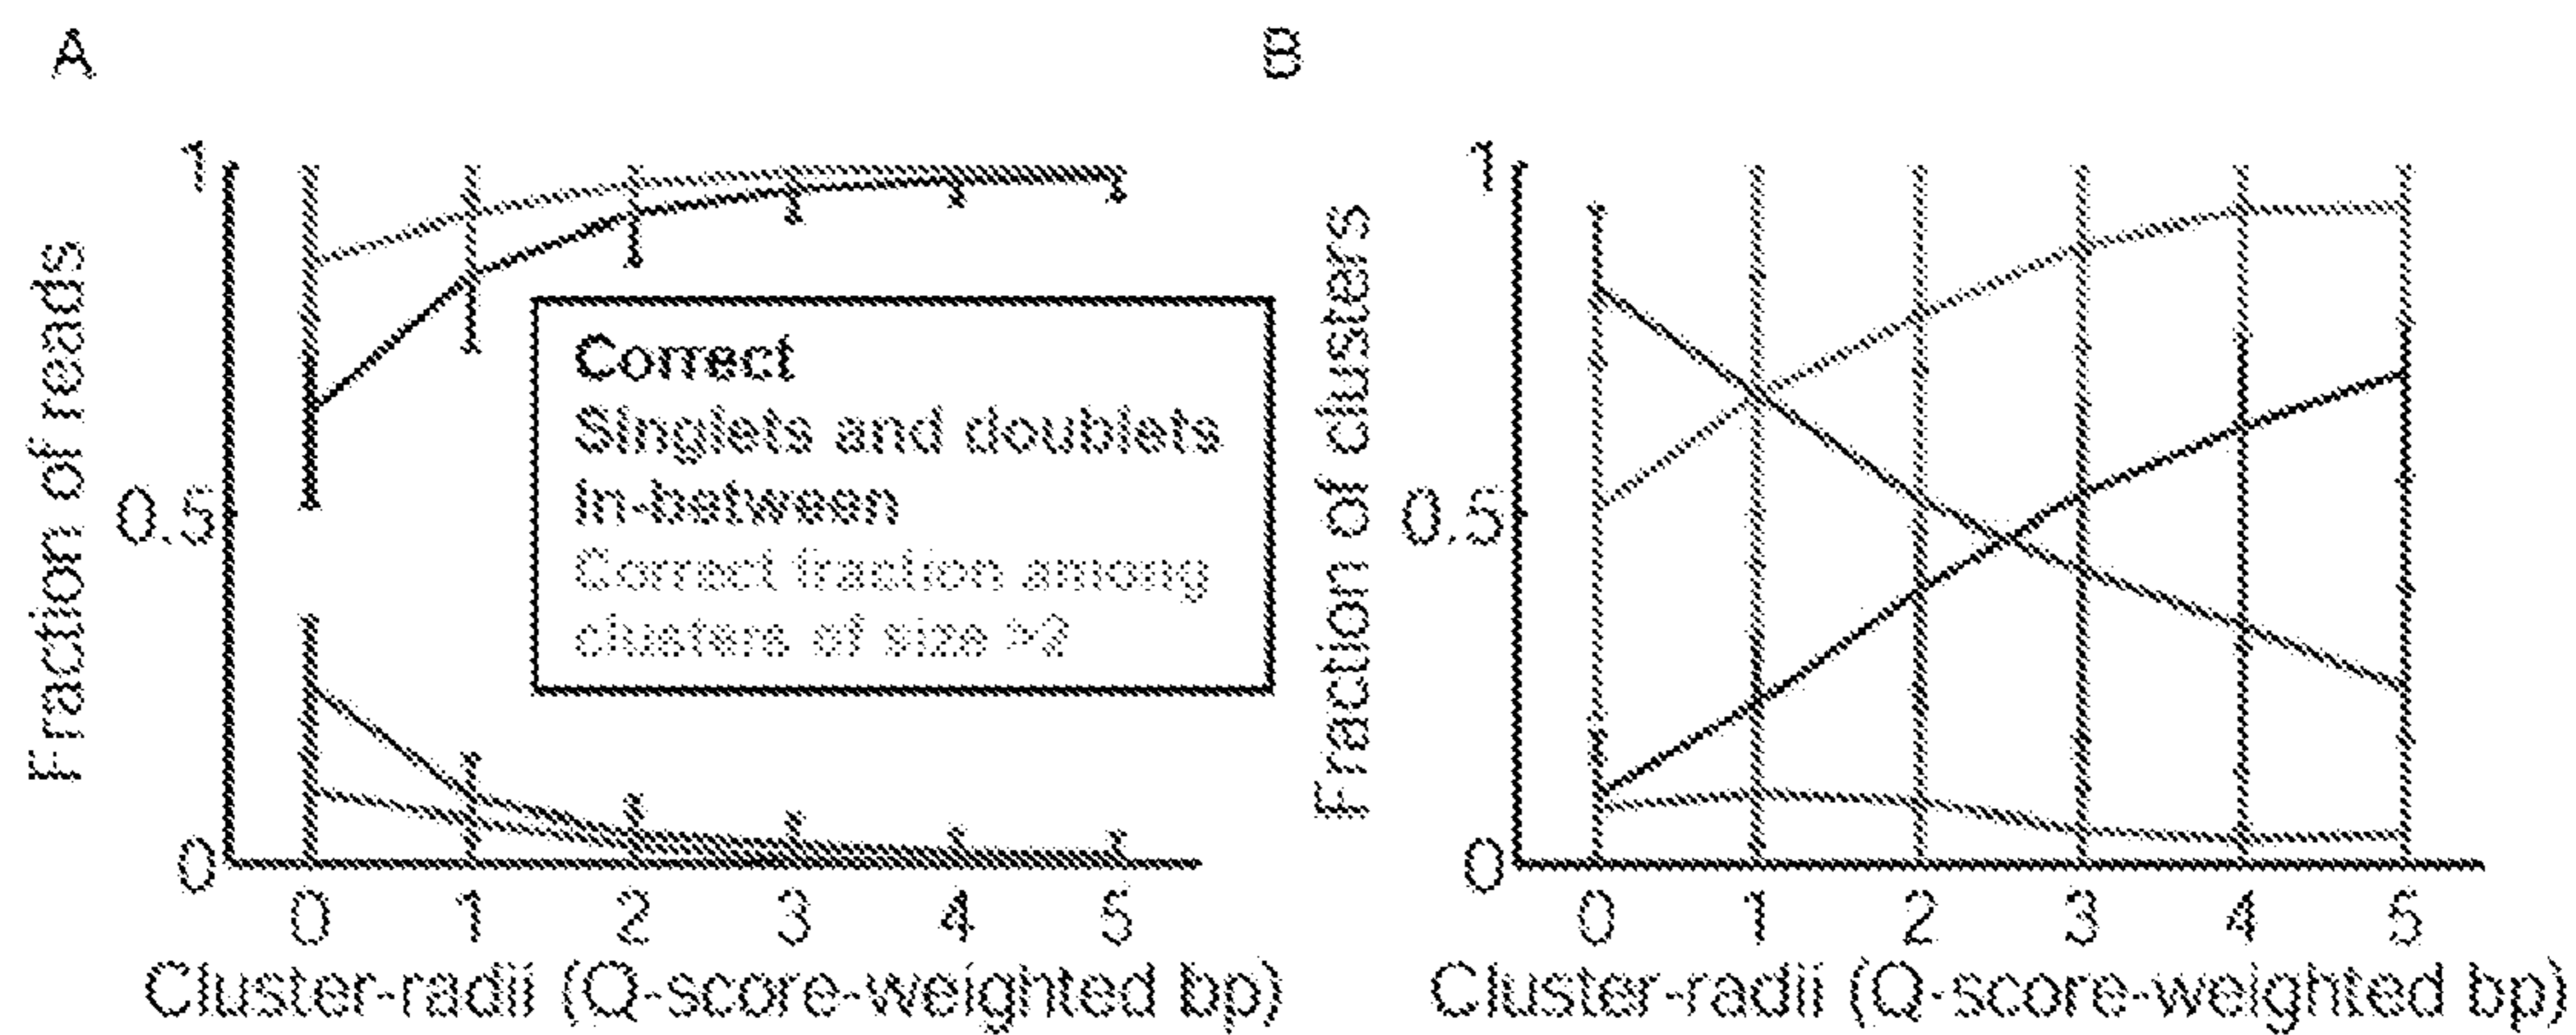 A
B
Fraction of reads
1
0.5
0
0 1 2 3 4 5
Cluster-radii (Q-score-weighted bp)
Correct
Singlets and doublets
In-between
Correct fraction among
clusters of size >2
Fraction of clusters
1
0.5
0
0 1 2 3 4 5
Cluster-radii (Q-score-weighted bp)